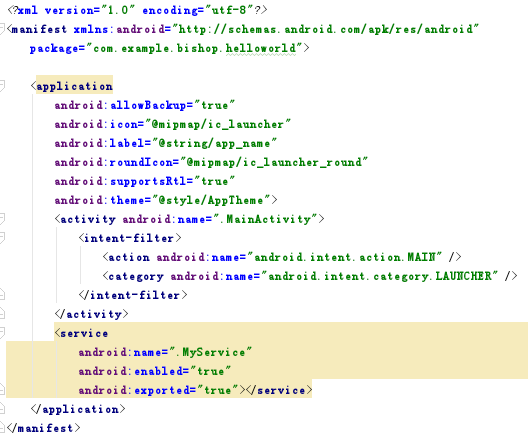 <?xml version="1.0" encoding="utf-8"?>
<manifest xmlns:android="http://schemas.android.com/apk/res/android"
    package="com.example.bishop.helloworld">

    <application
        android:allowBackup="true"
        android:icon="@mipmap/ic_launcher"
        android:label="@string/app_name"
        android:roundIcon="@mipmap/ic_launcher_round"
        android:supportsRtl="true"
        android:theme="@style/AppTheme">
        <activity android:name=".MainActivity">
            <intent-filter>
                <action android:name="android.intent.action.MAIN" />
                <category android:name="android.intent.category.LAUNCHER" />
            </intent-filter>
        </activity>
        <service
            android:name=".MyService"
            android:enabled="true"
            android:exported="true"></service>
    </application>
</manifest>